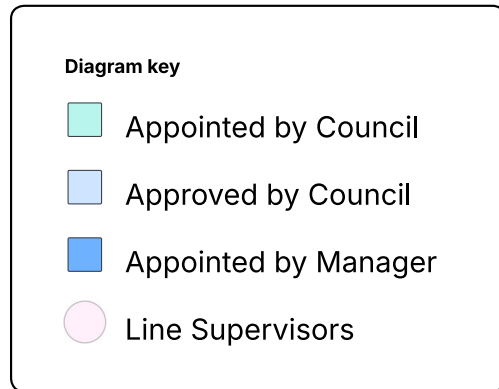 Diagram key
Appointed by Council
Approved by Council
Appointed by Manager
Line Supervisors